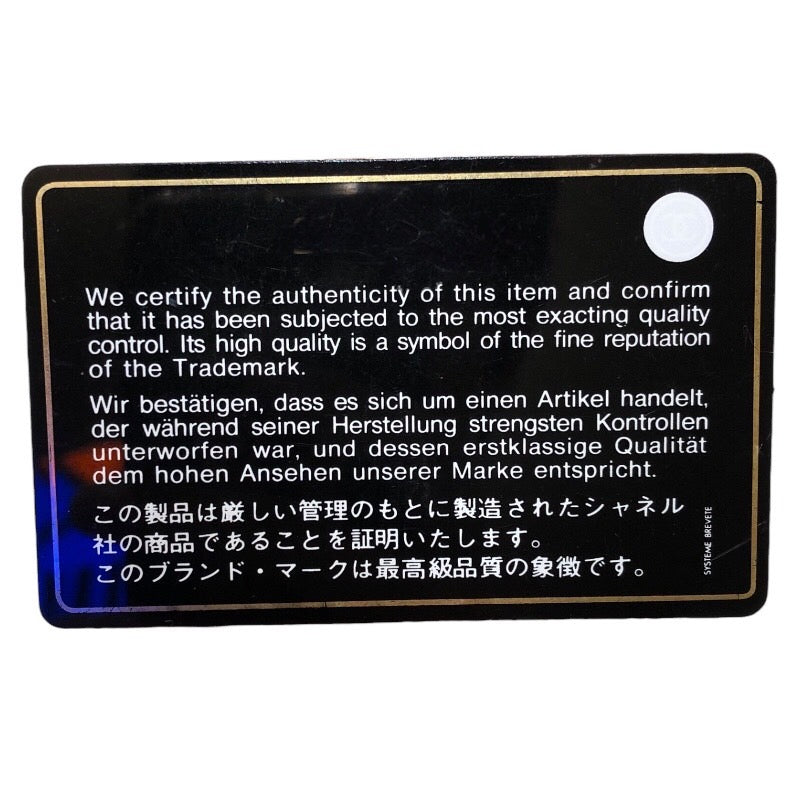 We certify the authenticity of this item and confirm
that it has been subjected to the most exacting quality
control. Its high quality is a symbol of the fine reputation
of the Trademark.
Wir bestätigen, dass es sich um einen Artikel handelt,
der während seiner Herstellung strengsten Kontrollen
unterworfen war, und dessen erstklassige Qualität
dem hohen Ansehen unserer Marke entspricht.
この製品は厳しい管理のもとに製造されたシャネル
社の商品であることを証明いたします。
このブランド・マークは最高級品質の象徴です。
SYSTEME BREVETE